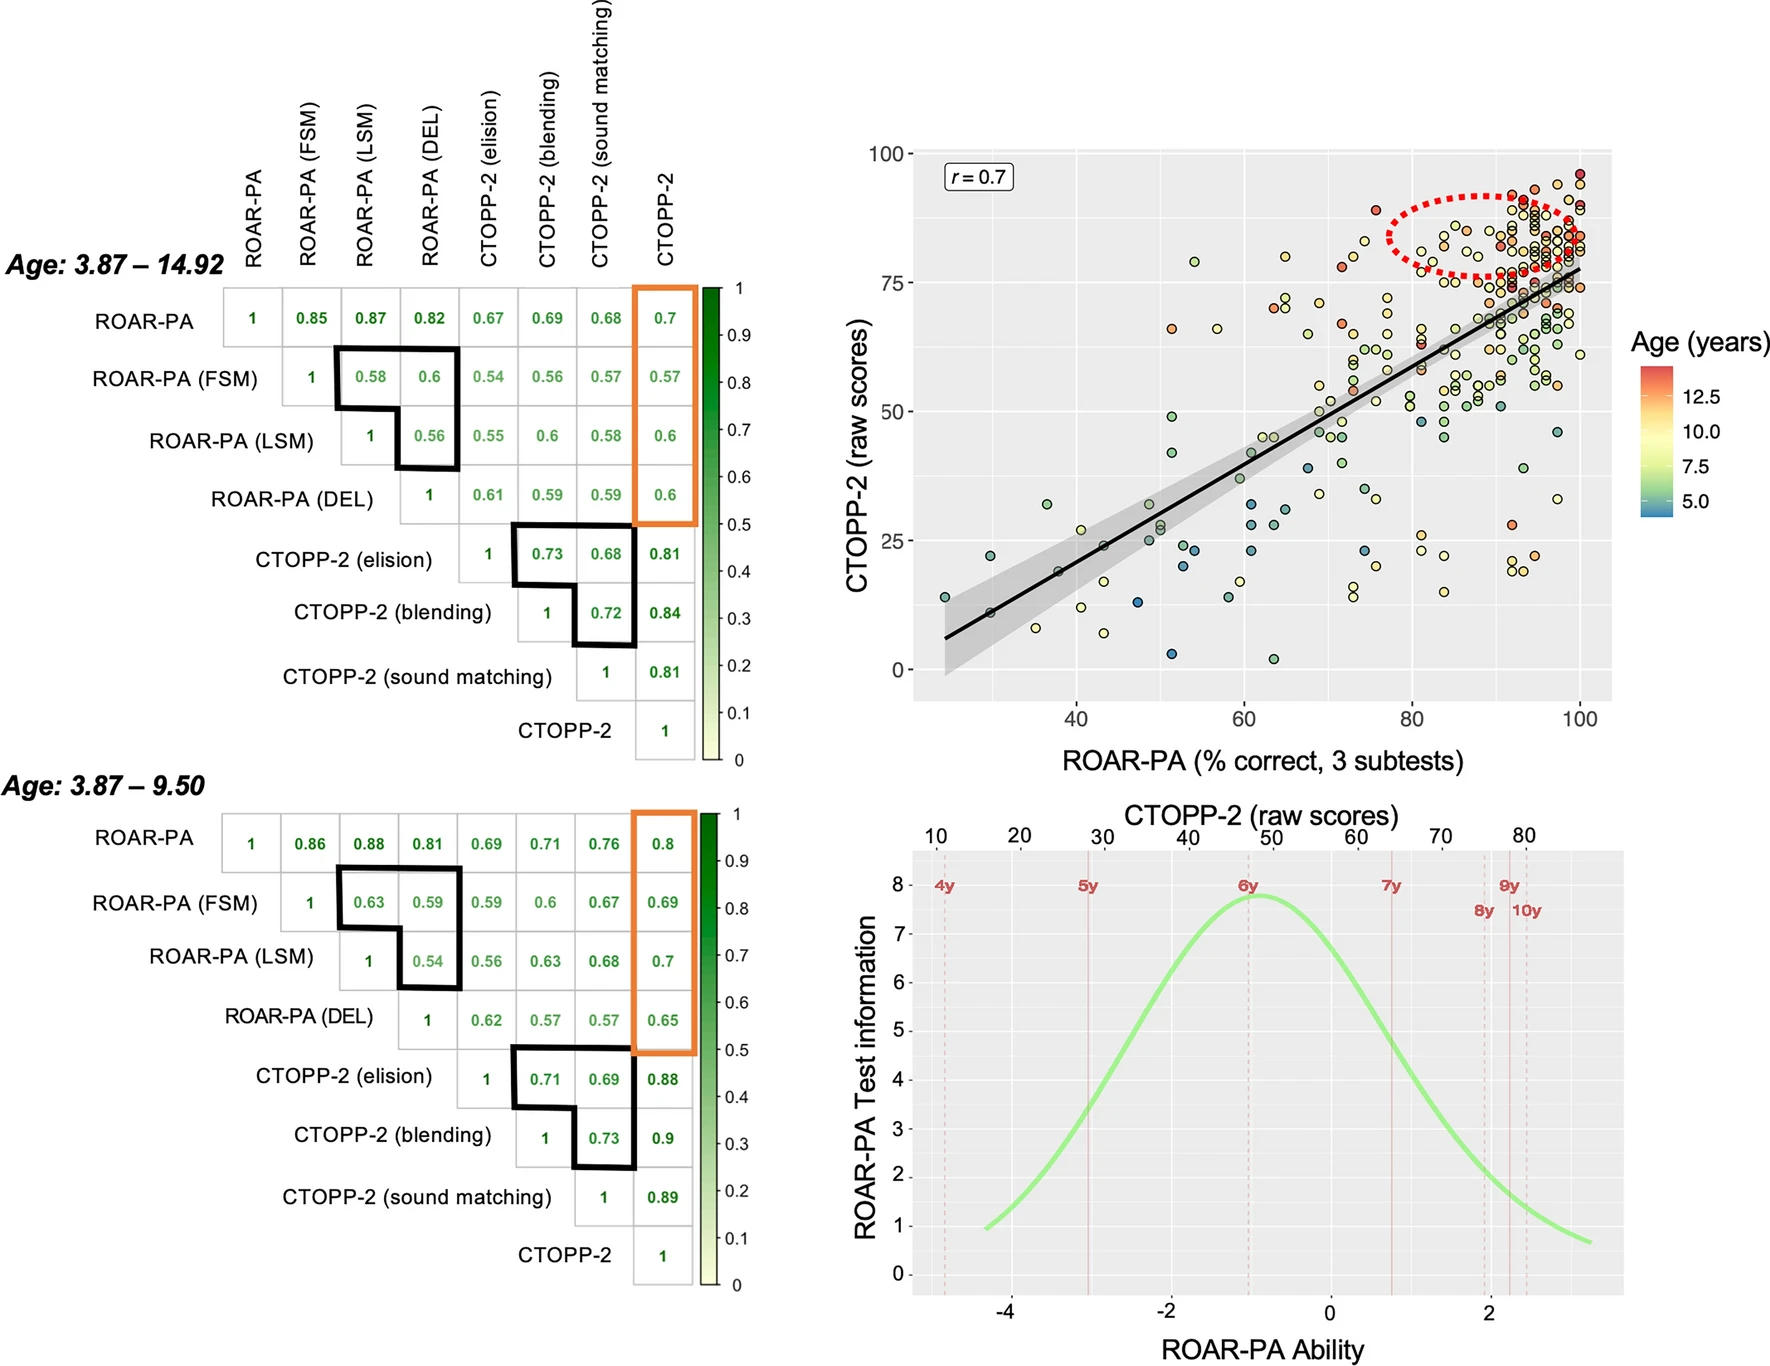 ROAR-PA
ROAR-PA (FSM)
ROAR-PA (LSM)
ROAR-PA (DEL)
CTOPP-2 (elision)
CTOPP-2 (blending)
CTOPP-2 (sound matching)
CTOPP-2
Age: 3.87 – 14.92
ROAR-PA 1 0.85 0.87 0.82 0.67 0.69 0.68 0.7
ROAR-PA (FSM) 1 0.58 0.6 0.54 0.56 0.57 0.57
ROAR-PA (LSM) 1 0.56 0.55 0.6 0.58 0.6
ROAR-PA (DEL) 1 0.61 0.59 0.59 0.6
CTOPP-2 (elision) 1 0.73 0.68 0.81
CTOPP-2 (blending) 1 0.72 0.84
CTOPP-2 (sound matching) 1 0.81
CTOPP-2 1
1
0.9
0.8
0.7
0.6
0.5
0.4
0.3
0.2
0.1
0
Age: 3.87 – 9.50
ROAR-PA 1 0.86 0.88 0.81 0.69 0.71 0.76 0.8
ROAR-PA (FSM) 1 0.63 0.59 0.59 0.6 0.67 0.69
ROAR-PA (LSM) 1 0.54 0.56 0.63 0.68 0.7
ROAR-PA (DEL) 1 0.62 0.57 0.57 0.65
CTOPP-2 (elision) 1 0.71 0.69 0.88
CTOPP-2 (blending) 1 0.73 0.9
CTOPP-2 (sound matching) 1 0.89
CTOPP-2 1
1
0.9
0.8
0.7
0.6
0.5
0.4
0.3
0.2
0.1
0
r = 0.7
CTOPP-2 (raw scores)
100
75
50
25
0
40 60 80 100
ROAR-PA (% correct, 3 subtests)
Age (years)
12.5
10.0
7.5
5.0
CTOPP-2 (raw scores)
10 20 30 40 50 60 70 80
4y 5y 6y 7y 9y
8y 10y
ROAR-PA Test information
8
7
6
5
4
3
2
1
0
-4 -2 0 2
ROAR-PA Ability